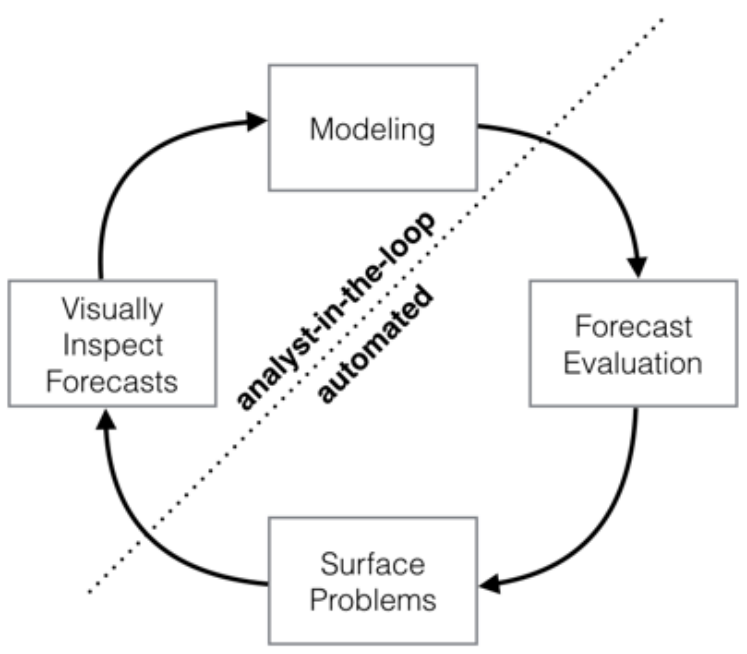 Modeling
analyst-in-the-loop
automated
Visually
Inspect
Forecasts
Forecast
Evaluation
Surface
Problems